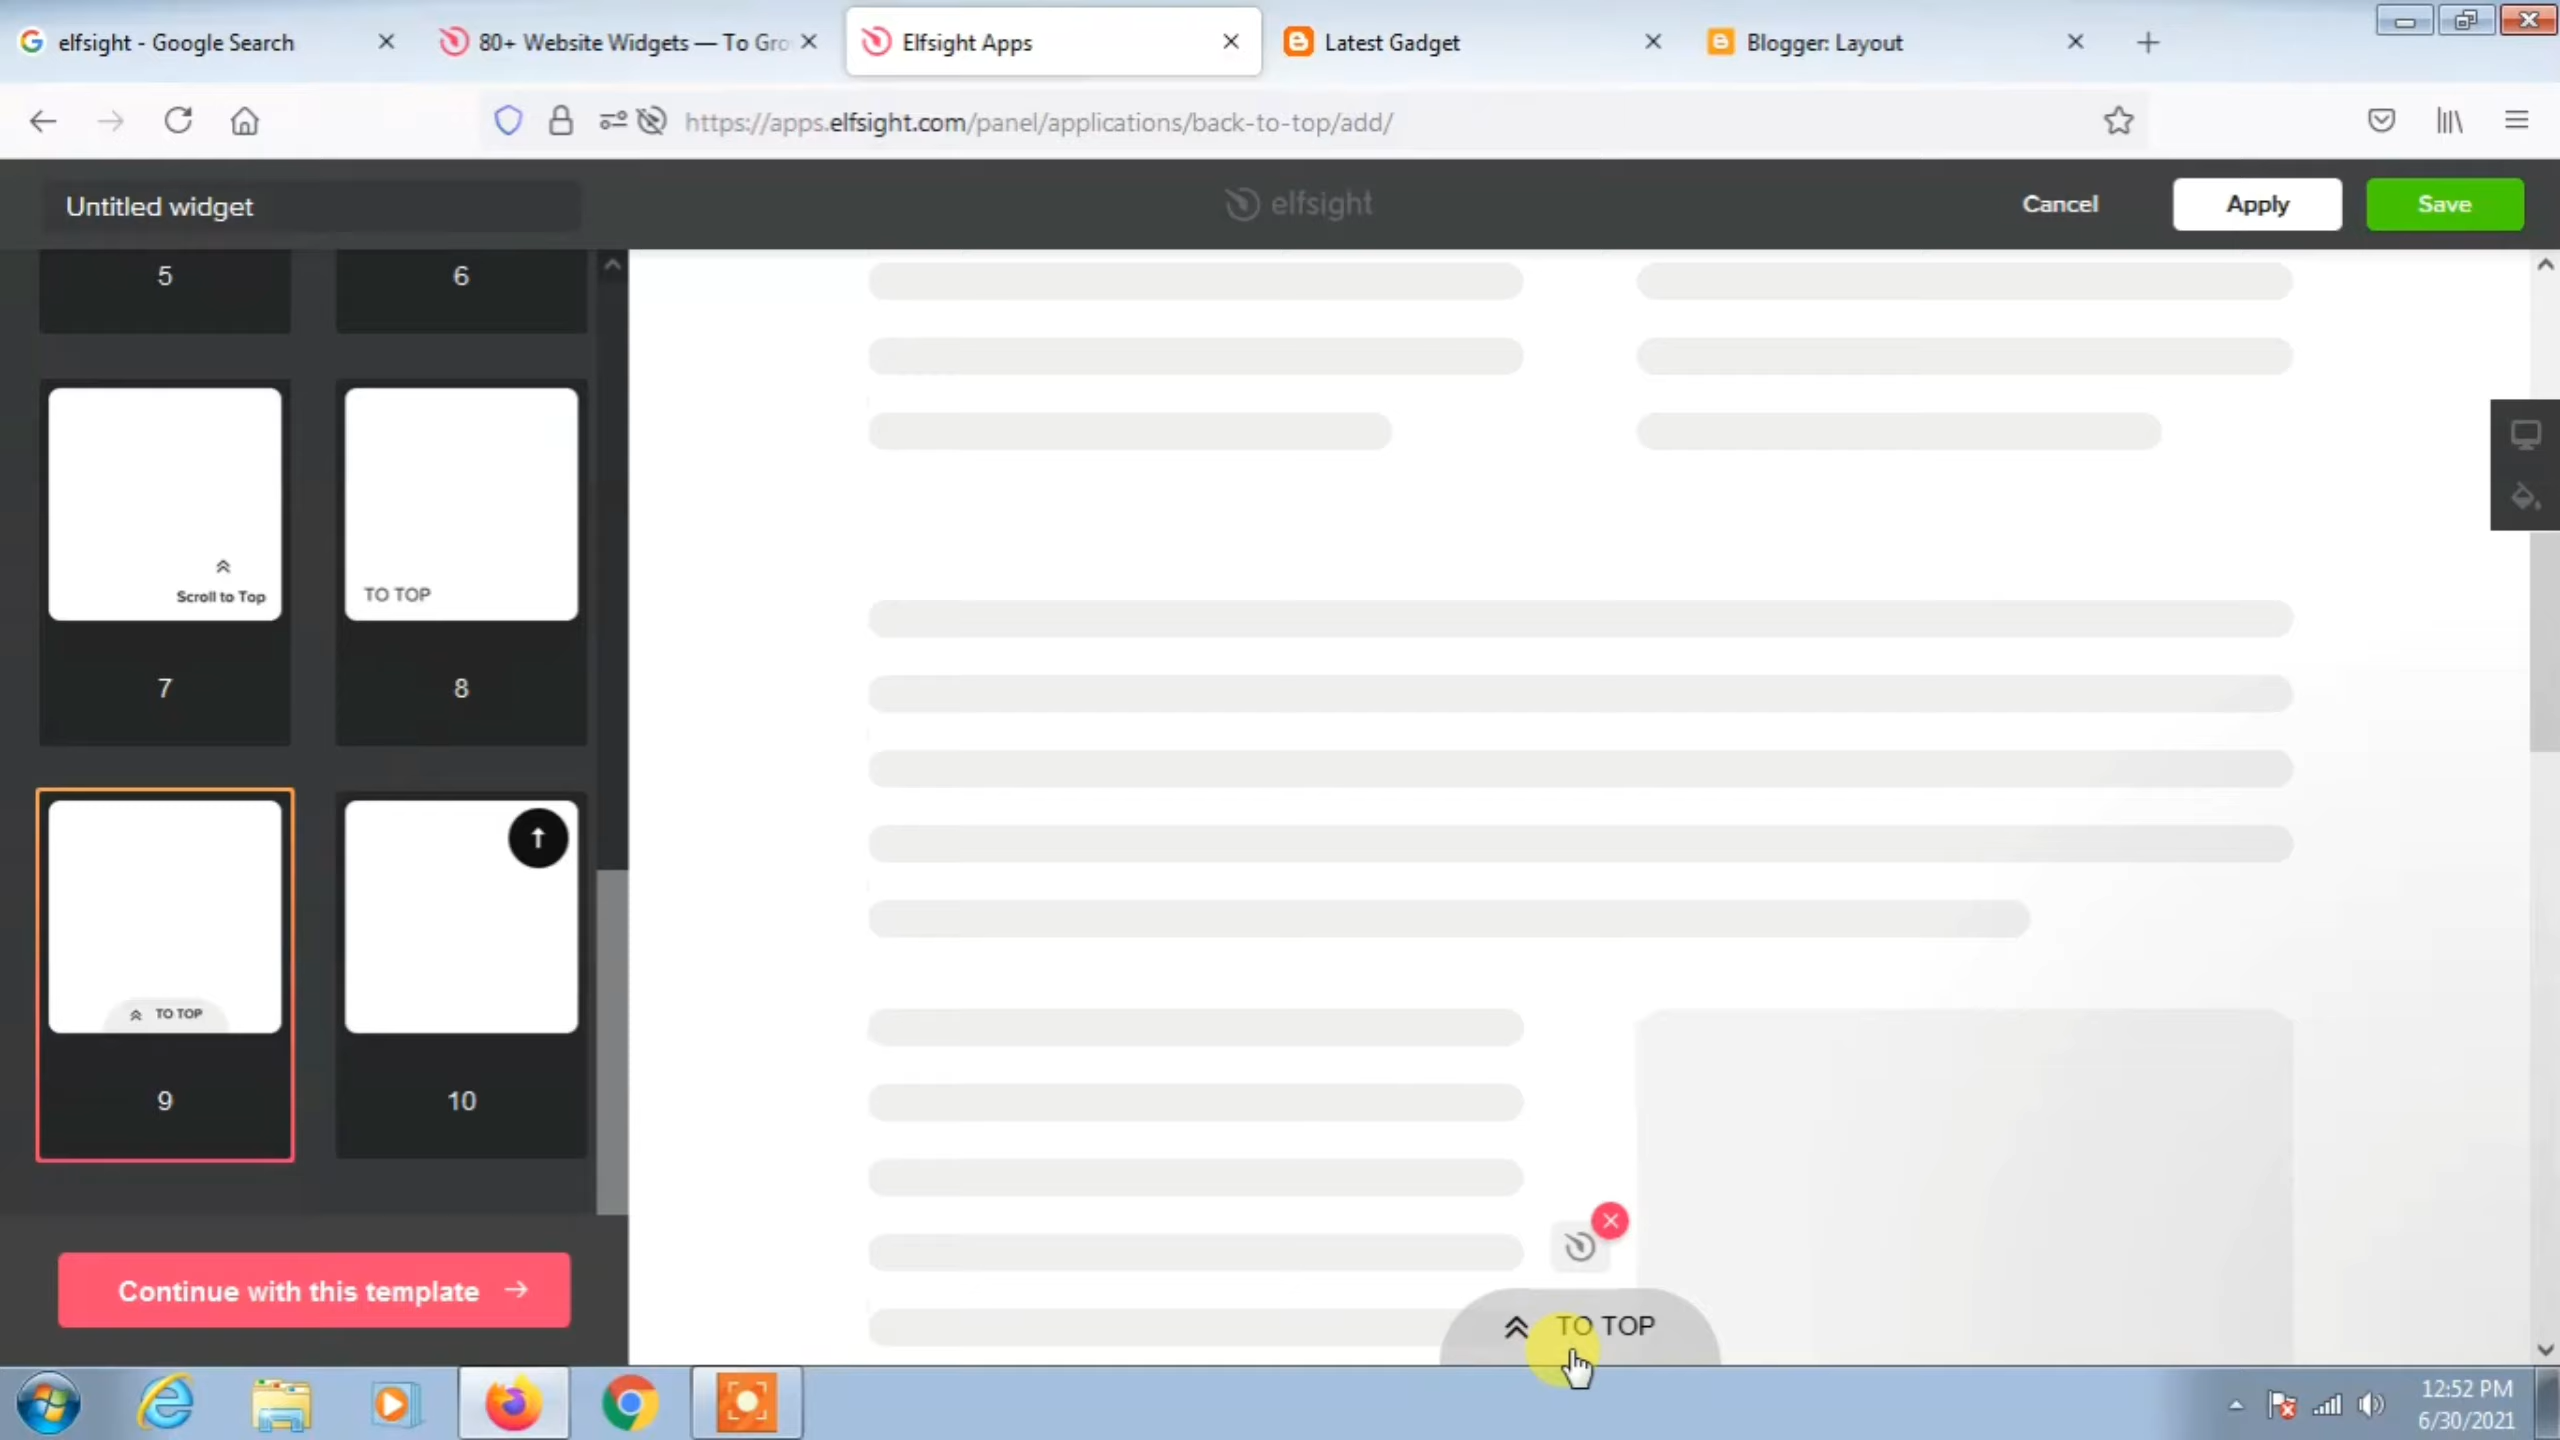 elfsight - Google Search
80+ Website Widgets — To Gro
Elfsight Apps
Latest Gadget
Blogger: Layout
https://apps.elfsight.com/panel/applications/back-to-top/add/
Untitled widget
elfsight
Cancel
Apply
Save
5
6
Scroll to Top
TO TOP
7
8
TO TOP
9
10
Continue with this template
TO TOP
12:52 PM
6/30/2021